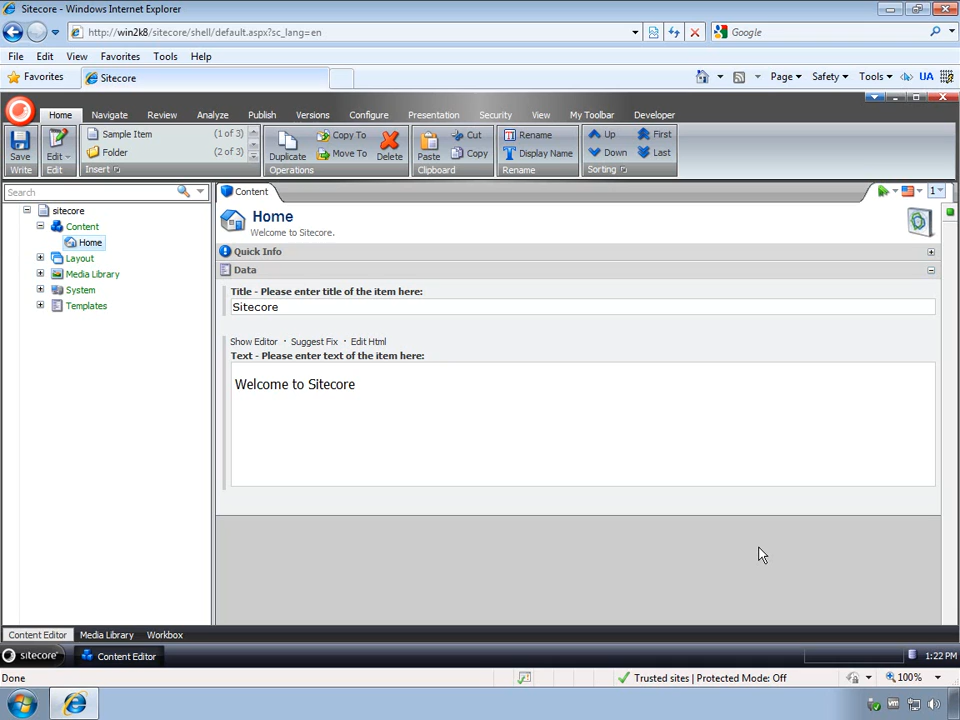 Sitecore - Windows Internet Explorer
http://win2k8/sitecore/shell/default.aspx?sc_lang=en
Google
File Edit View Favorites Tools Help
Favorites Sitecore Page Safety Tools UA
Home Navigate Review Analyze Publish Versions Configure Presentation Security View My Toolbar Developer
Sample Item (1 of 3) Copy To Cut Rename Up First
Save Edit Folder (2 of 3) Duplicate Move To Delete Paste Copy Display Name Down Last
Write Edit Insert Operations Clipboard Rename Sorting
Search
Content
1
sitecore
Content
Home
Layout
Media Library
System
Templates
Home
Welcome to Sitecore.
Quick Info
Data
Title - Please enter title of the item here:
Sitecore
Show Editor · Suggest Fix · Edit Html
Text - Please enter text of the item here:
Welcome to Sitecore
Content Editor Media Library Workbox
sitecore Content Editor 1:22 PM
Done Trusted sites | Protected Mode: Off 100%